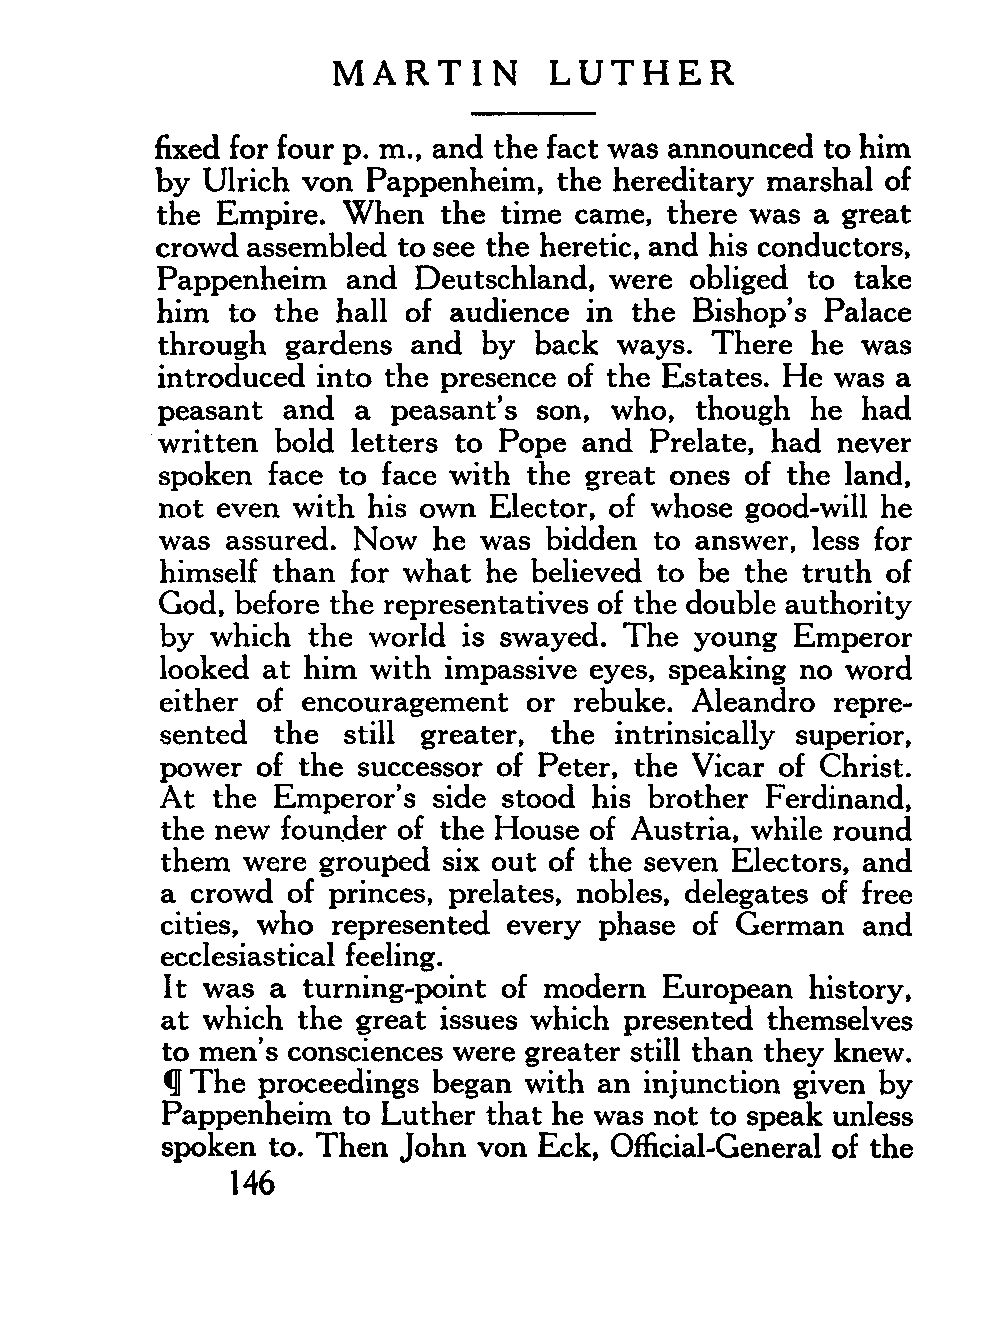 MARTIN LUTHER
fixed for four p. m., and the fact was announced to him
by Ulrich von Pappenheim, the hereditary marshal of
the Empire. When the time came, there was a great
crowd assembled to see the heretic, and his conductors,
Pappenheim and Deutschland, were obliged to take
him to the hall of audience in the Bishop's Palace
through gardens and by back ways. There he was
introduced into the presence of the Estates. He was a
peasant and a peasant's son, who, though he had
written bold letters to Pope and Prelate, had never
spoken face to face with the great ones of the land,
not even with his own Elector, of whose good-will he
was assured. Now he was bidden to answer, less for
himself than for what he believed to be the truth of
God, before the representatives of the double authority
by which the world is swayed. The young Emperor
looked at him with impassive eyes, speaking no word
either of encouragement or rebuke. Aleandro repre-
sented the still greater, the intrinsically superior,
power of the successor of Peter, the Vicar of Christ.
At the Emperor's side stood his brother Ferdinand,
the new founder of the House of Austria, while round
them were grouped six out of the seven Electors, and
a crowd of princes, prelates, nobles, delegates of free
cities, who represented every phase of German and
ecclesiastical feeling.
It was a turning-point of modern European history,
at which the great issues which presented themselves
to men's consciences were greater still than they knew.
¶ The proceedings began with an injunction given by
Pappenheim to Luther that he was not to speak unless
spoken to. Then John von Eck, Official-General of the
146